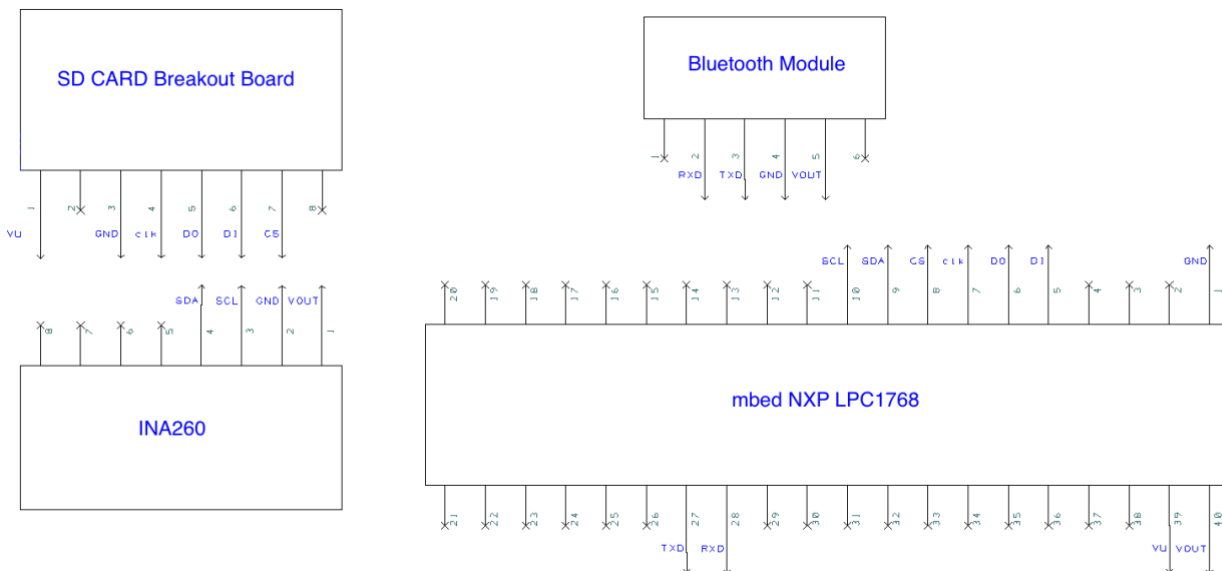 SD CARD Breakout Board
1 2 3 4 5 6 7 8
VU GND clk DO DI CS
SDA SCL GND VOUT
8 7 6 5 4 3 2 1
INA260
Bluetooth Module
1 2 3 4 5 6
RXD TXD GND VOUT
SCL SDA CS clk DO DI GND
20 19 18 17 16 15 14 13 12 11 10 9 8 7 6 5 4 3 2 1
mbed NXP LPC1768
21 22 23 24 25 26 27 28 29 30 31 32 33 34 35 36 37 38 39 40
TXD RXD VU VOUT